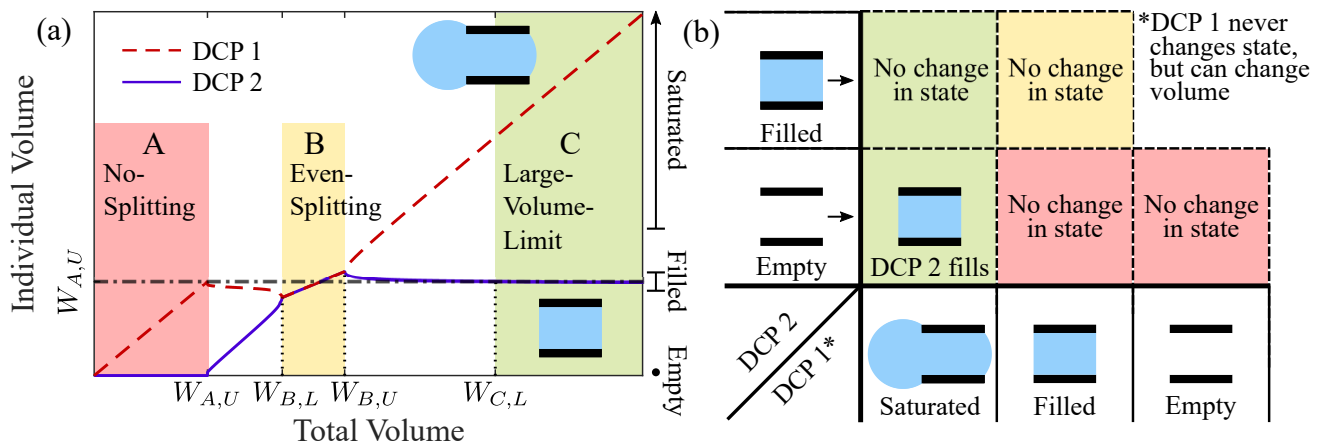 (a)
DCP 1
DCP 2
A
No-
Splitting
B
Even-
Splitting
C
Large-
Volume-
Limit
Individual Volume
W_{A,U}
W_{A,U}
W_{B,L}
W_{B,U}
W_{C,L}
Total Volume
Saturated
Filled
Empty
(b)
Filled
No change
in state
No change
in state
*DCP 1 never
changes state,
but can change
volume
Empty
DCP 2 fills
No change
in state
No change
in state
DCP 2
DCP 1*
Saturated
Filled
Empty